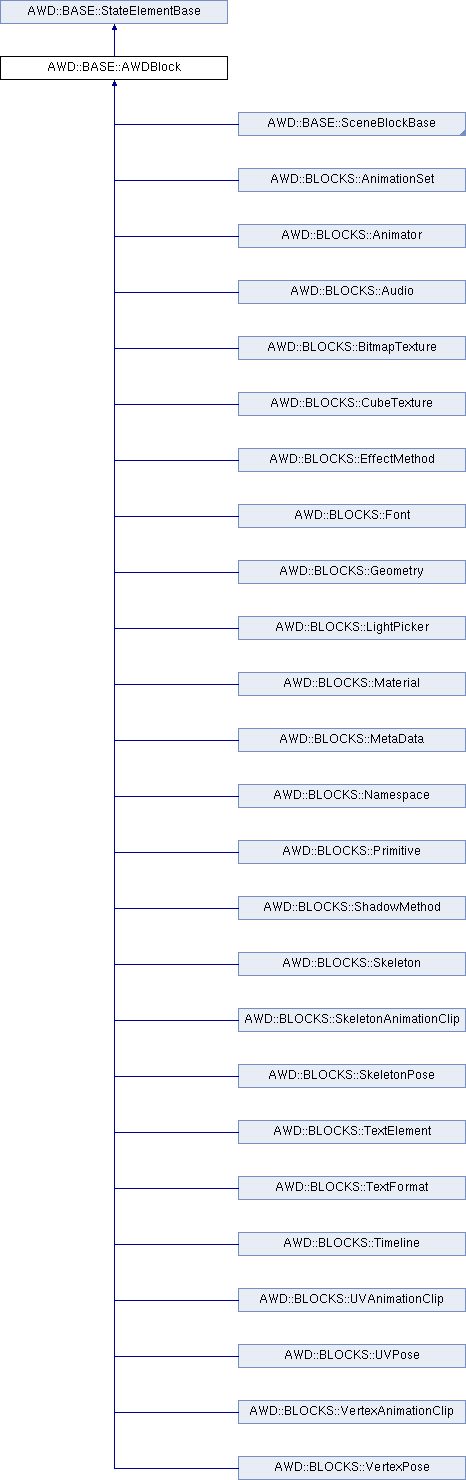 AWD::BASE::StateElementBase
AWD::BASE::AWDBlock
AWD::BASE::SceneBlockBase
AWD::BLOCKS::AnimationSet
AWD::BLOCKS::Animator
AWD::BLOCKS::Audio
AWD::BLOCKS::BitmapTexture
AWD::BLOCKS::CubeTexture
AWD::BLOCKS::EffectMethod
AWD::BLOCKS::Font
AWD::BLOCKS::Geometry
AWD::BLOCKS::LightPicker
AWD::BLOCKS::Material
AWD::BLOCKS::MetaData
AWD::BLOCKS::Namespace
AWD::BLOCKS::Primitive
AWD::BLOCKS::ShadowMethod
AWD::BLOCKS::Skeleton
AWD::BLOCKS::SkeletonAnimationClip
AWD::BLOCKS::SkeletonPose
AWD::BLOCKS::TextElement
AWD::BLOCKS::TextFormat
AWD::BLOCKS::Timeline
AWD::BLOCKS::UVAnimationClip
AWD::BLOCKS::UVPose
AWD::BLOCKS::VertexAnimationClip
AWD::BLOCKS::VertexPose